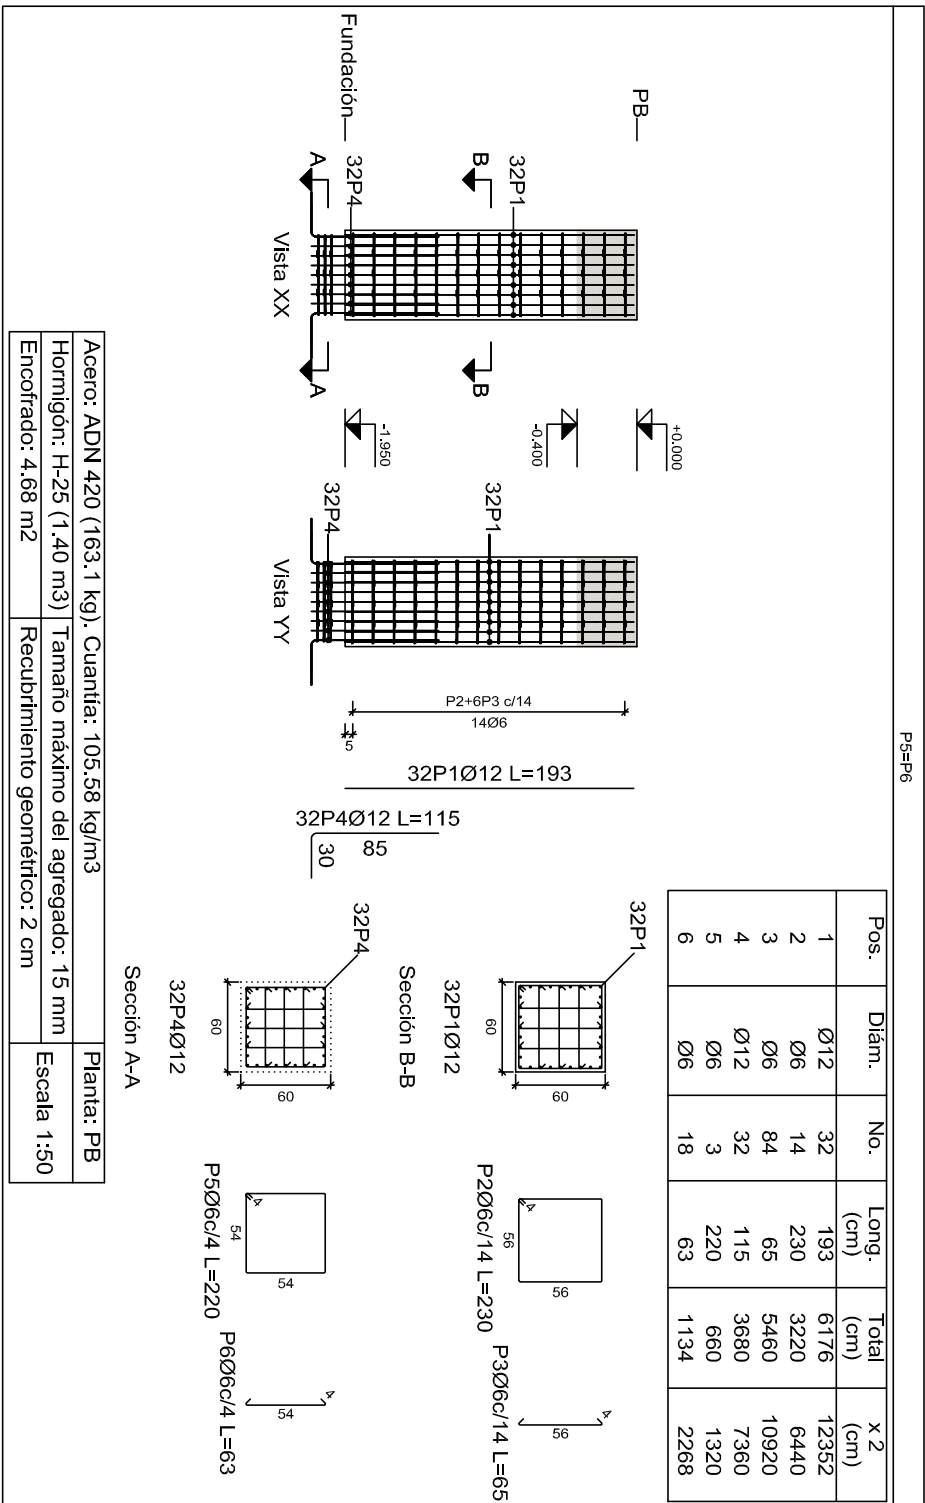 P5=P6
Pos. Diám. No. Long. (cm) Total (cm) x 2 (cm)
1 Ø12 32 193 6176 12352
2 Ø6 14 230 3220 6440
3 Ø6 84 65 5460 10920
4 Ø12 32 115 3680 7360
5 Ø6 3 220 660 1320
6 Ø6 18 63 1134 2268
PB
Fundación
32P1
B
B
32P4
A
A
Vista XX
+0.000
-0.400
-1.950
32P1
32P4
Vista YY
P2+6P3 c/14
14Ø6
5
32P1Ø12 L=193
32P4Ø12 L=115
85
30
32P1
60
60
32P1Ø12
Sección B-B
4
56
56
P2Ø6c/14 L=230
4
56
P3Ø6c/14 L=65
32P4
60
60
32P4Ø12
Sección A-A
4
54
54
P5Ø6c/4 L=220
4
54
P6Ø6c/4 L=63
Acero: ADN 420 (163.1 kg). Cuantía: 105.58 kg/m3
Planta: PB
Hormigón: H-25 (1.40 m3)
Tamaño máximo del agregado: 15 mm
Escala 1:50
Encofrado: 4.68 m2
Recubrimiento geométrico: 2 cm